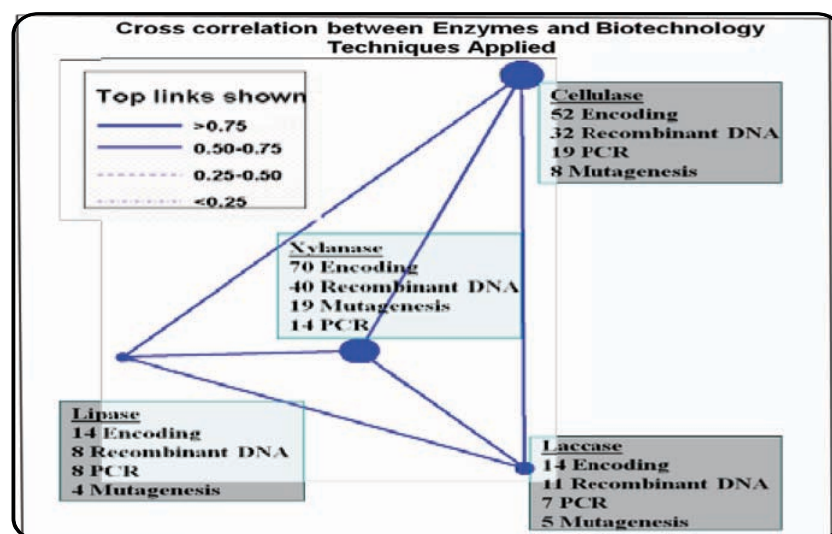 Cross correlation between Enzymes and Biotechnology
Techniques Applied
Top links shown
>0.75
0.50-0.75
0.25-0.50
<0.25
Cellulase
52 Encoding
32 Recombinant DNA
19 PCR
8 Mutagenesis
Xylanase
70 Encoding
40 Recombinant DNA
19 Mutagenesis
14 PCR
Lipase
14 Encoding
8 Recombinant DNA
8 PCR
4 Mutagenesis
Laccase
14 Encoding
11 Recombinant DNA
7 PCR
5 Mutagenesis